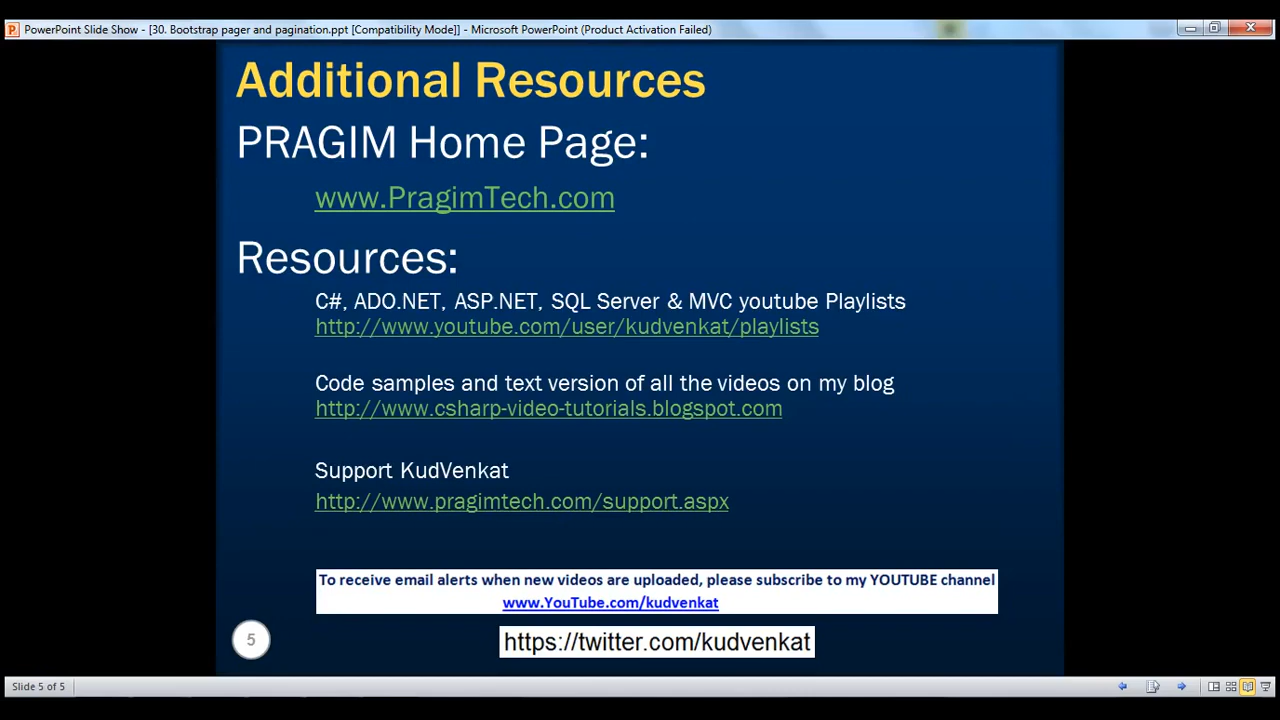 PowerPoint Slide Show - [30. Bootstrap pager and pagination.ppt [Compatibility Mode]] - Microsoft PowerPoint (Product Activation Failed)
Additional Resources
PRAGIM Home Page:
www.PragimTech.com
Resources:
C#, ADO.NET, ASP.NET, SQL Server & MVC youtube Playlists
http://www.youtube.com/user/kudvenkat/playlists
Code samples and text version of all the videos on my blog
http://www.csharp-video-tutorials.blogspot.com
Support KudVenkat
http://www.pragimtech.com/support.aspx
To receive email alerts when new videos are uploaded, please subscribe to my YOUTUBE channel
www.YouTube.com/kudvenkat
5
https://twitter.com/kudvenkat
Slide 5 of 5